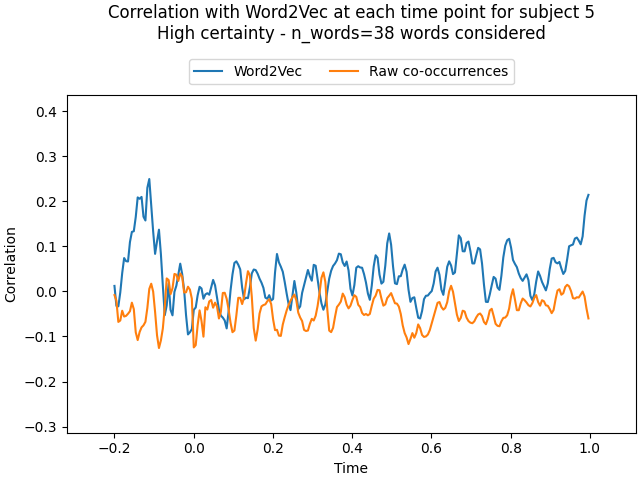 Correlation with Word2Vec at each time point for subject 5
High certainty - n_words=38 words considered
Word2Vec
Raw co-occurrences
0.4
0.3
0.2
0.1
0.0
−0.1
−0.2
−0.3
Correlation
−0.2
0.0
0.2
0.4
0.6
0.8
1.0
Time